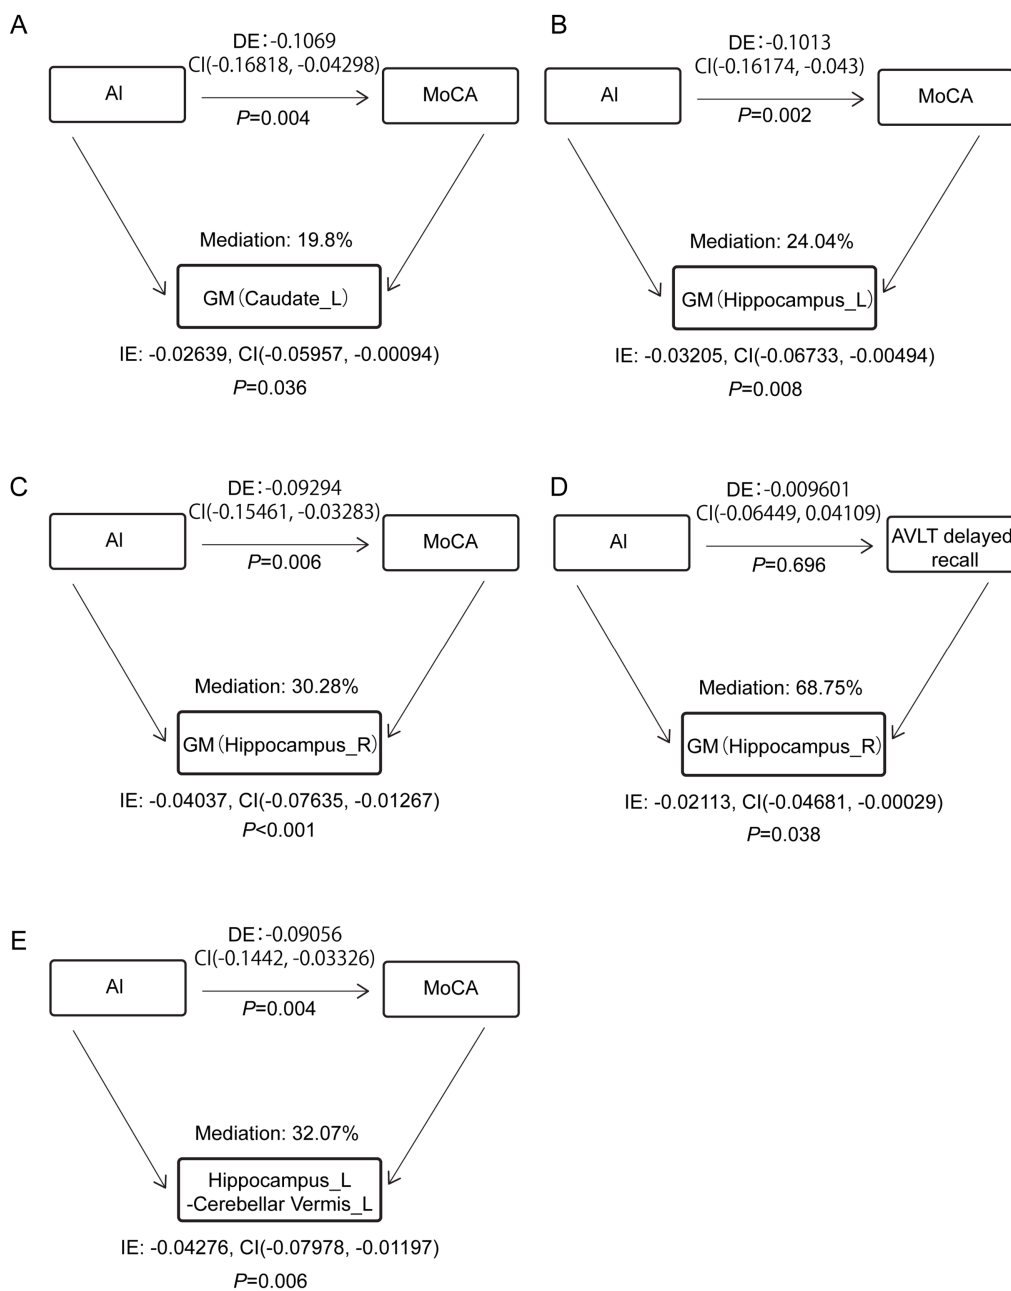 A
DE:-0.1069
CI(-0.16818, -0.04298)
AI
MoCA
P=0.004
Mediation: 19.8%
GM(Caudate_L)
IE: -0.02639, CI(-0.05957, -0.00094)
P=0.036
B
DE:-0.1013
CI(-0.16174, -0.043)
AI
MoCA
P=0.002
Mediation: 24.04%
GM(Hippocampus_L)
IE: -0.03205, CI(-0.06733, -0.00494)
P=0.008
C
DE:-0.09294
CI(-0.15461, -0.03283)
AI
MoCA
P=0.006
Mediation: 30.28%
GM(Hippocampus_R)
IE: -0.04037, CI(-0.07635, -0.01267)
P<0.001
D
DE:-0.009601
CI(-0.06449, 0.04109)
AI
AVLT delayed
recall
P=0.696
Mediation: 68.75%
GM(Hippocampus_R)
IE: -0.02113, CI(-0.04681, -0.00029)
P=0.038
E
DE:-0.09056
CI(-0.1442, -0.03326)
AI
MoCA
P=0.004
Mediation: 32.07%
Hippocampus_L
-Cerebellar Vermis_L
IE: -0.04276, CI(-0.07978, -0.01197)
P=0.006